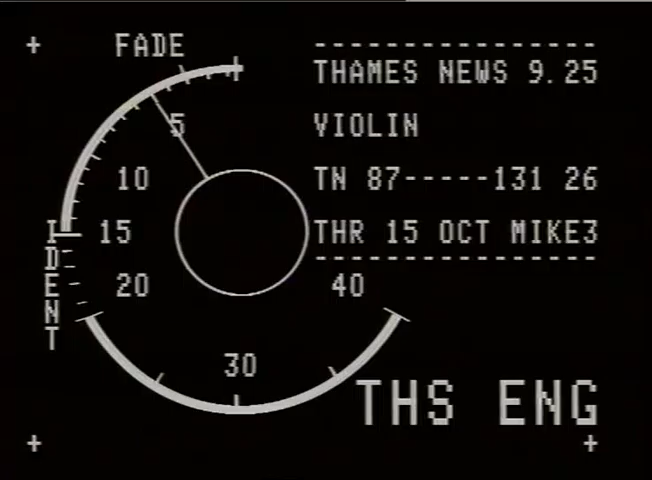 FADE
THAMES NEWS 9.25
5
VIOLIN
10
TN 87-----131 26
15
THR 15 OCT MIKE3
IDENT
20
40
30
THS ENG